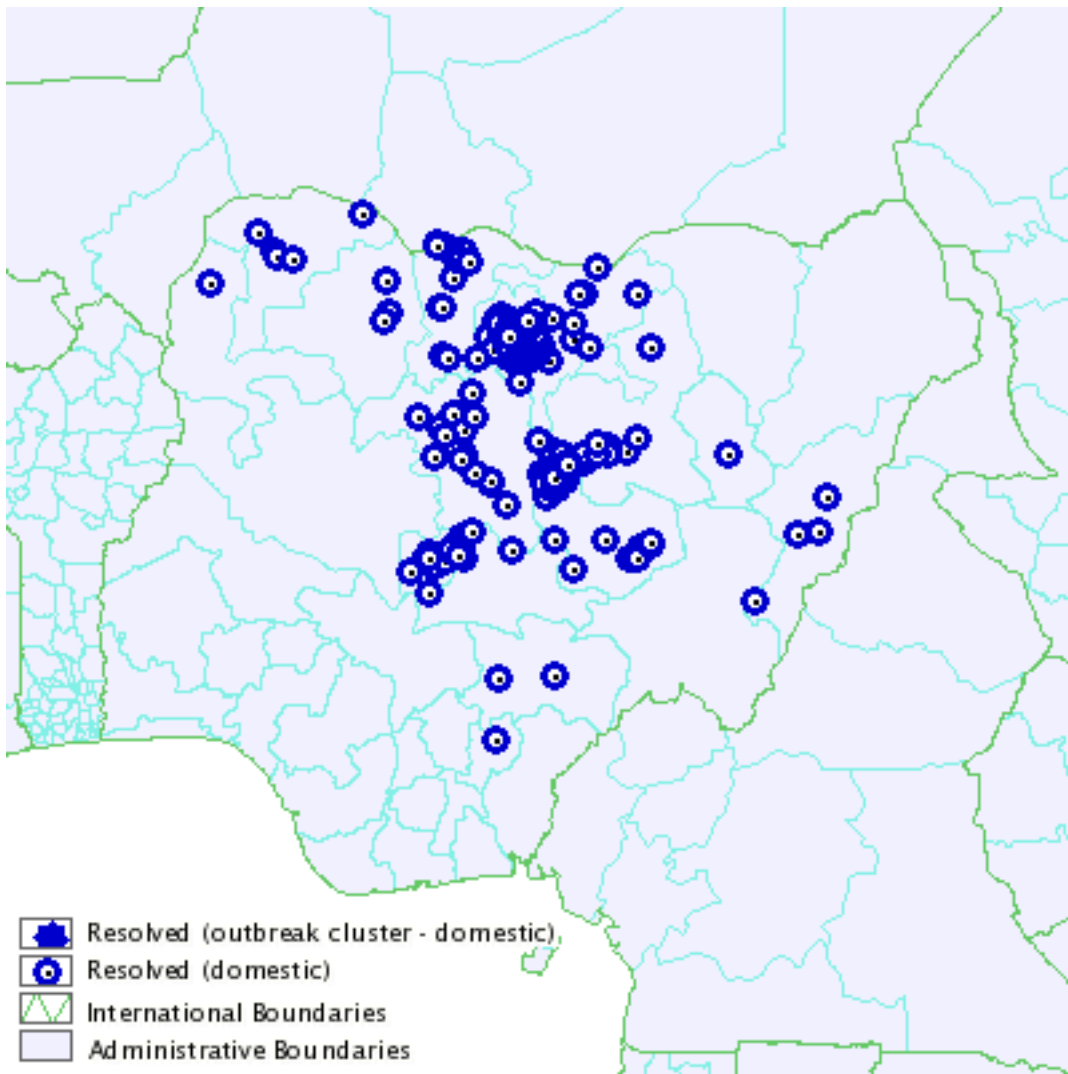 Resolved (outbreak cluster - domestic)
Resolved (domestic)
International Boundaries
Administrative Boundaries